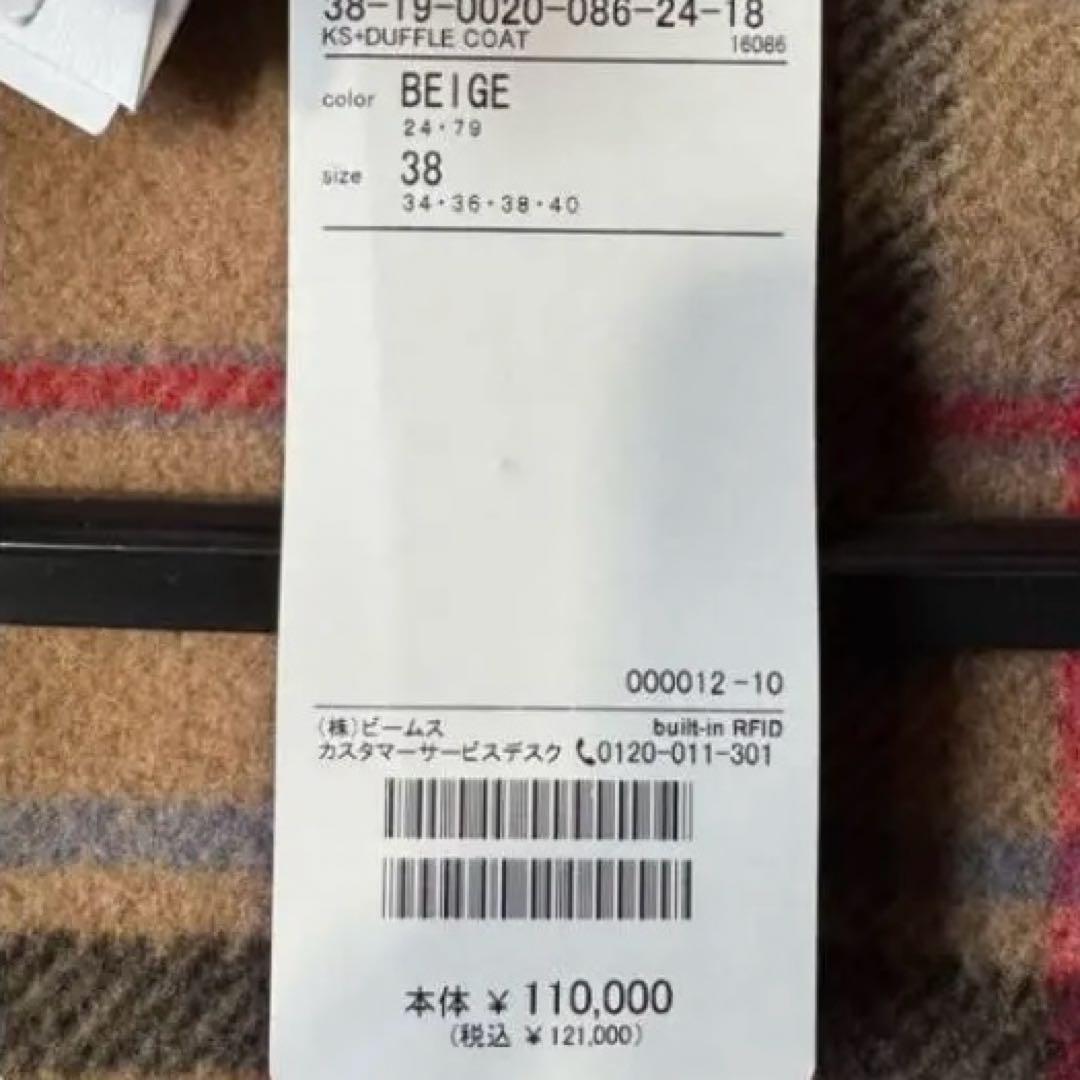 38-19-0020-086-24-18
KS+DUFFLE COAT 16086
color BEIGE
24・79
size 38
34・36・38・40
000012-10
(株)ビームス built-in RFID
カスタマーサービスデスク 0120-011-301
本体 ¥ 110,000
(税込 ¥ 121,000)